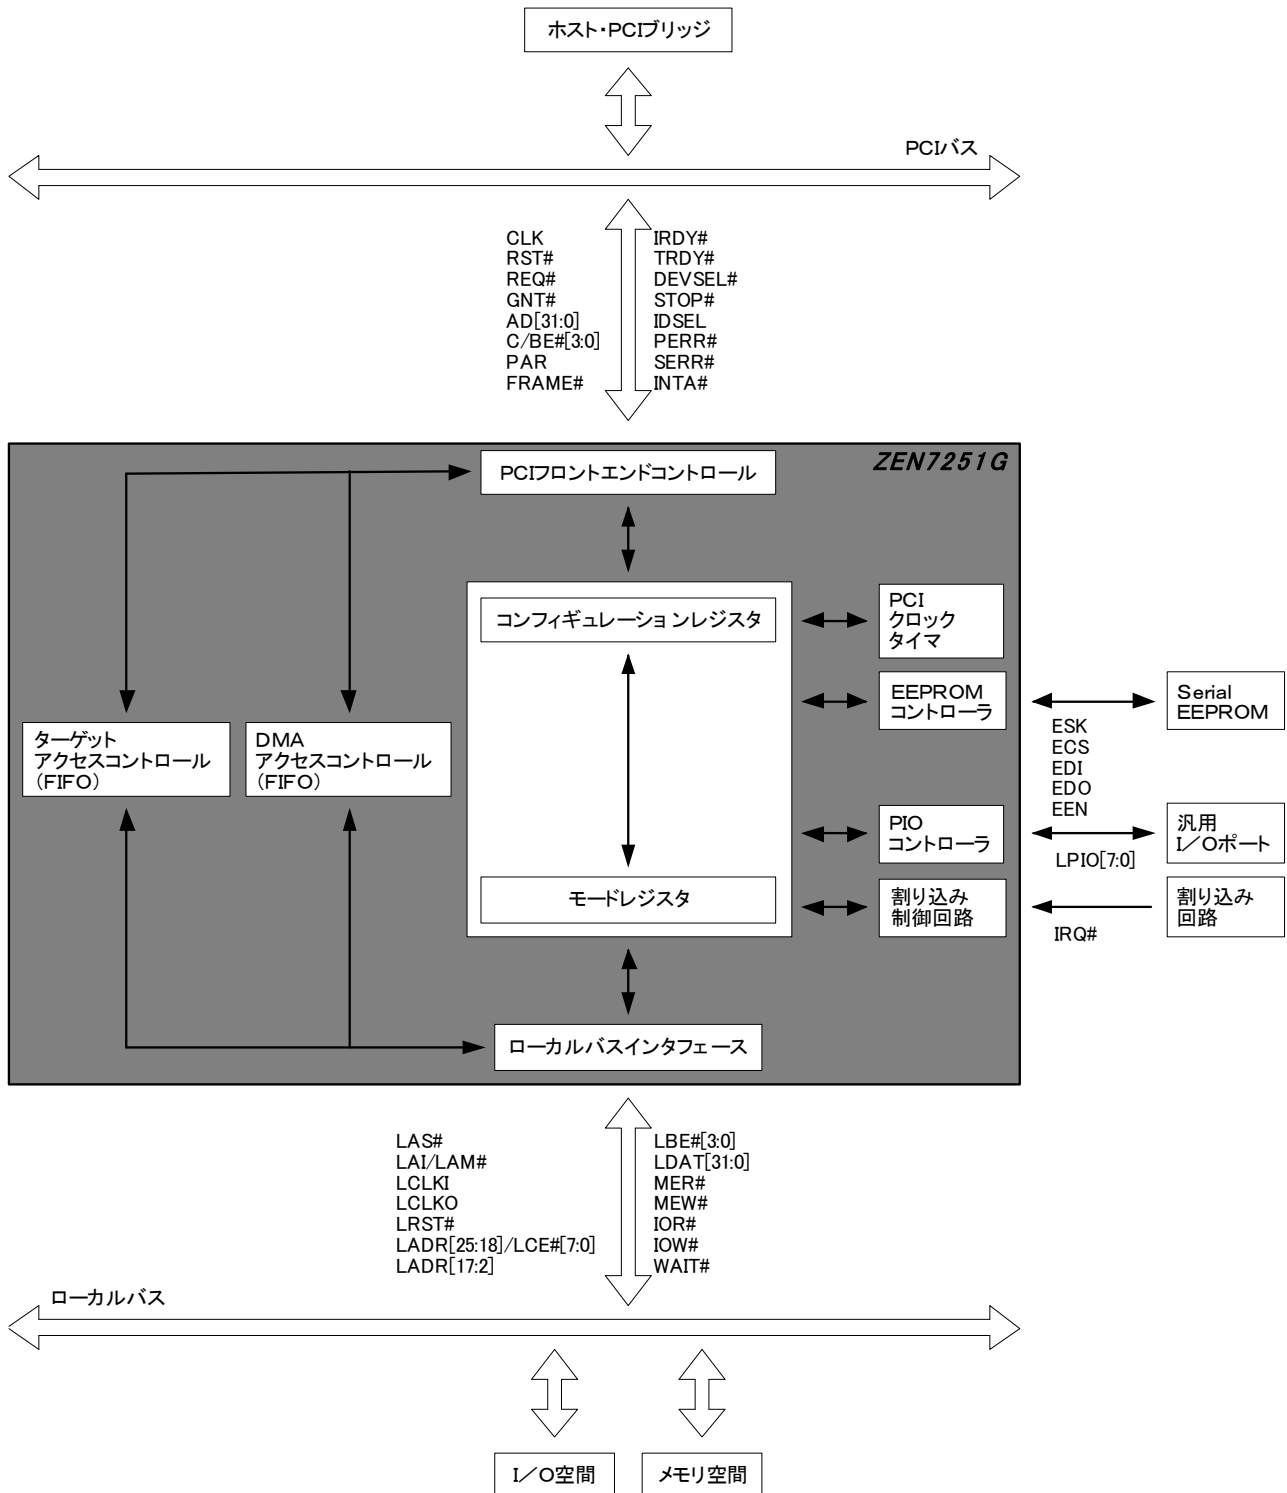 ホスト・PCIブリッジ
PCIバス
CLK
RST#
REQ#
GNT#
AD[31:0]
C/BE#[3:0]
PAR
FRAME#
IRDY#
TRDY#
DEVSEL#
STOP#
IDSEL
PERR#
SERR#
INTA#
ZEN7251G
PCIフロントエンドコントロール
コンフィギュレーションレジスタ
PCI
クロック
タイマ
EEPROM
コントローラ
Serial
EEPROM
ESK
ECS
EDI
EDO
EEN
ターゲット
アクセスコントロール
(FIFO)
DMA
アクセスコントロール
(FIFO)
PIO
コントローラ
汎用
I/Oポート
LPIO[7:0]
モードレジスタ
割り込み
制御回路
割り込み
回路
IRQ#
ローカルバスインタフェース
LAS#
LAI/LAM#
LCLKI
LCLKO
LRST#
LADR[25:18]/LCE#[7:0]
LADR[17:2]
LBE#[3:0]
LDAT[31:0]
MER#
MEW#
IOR#
IOW#
WAIT#
ローカルバス
I/O空間
メモリ空間